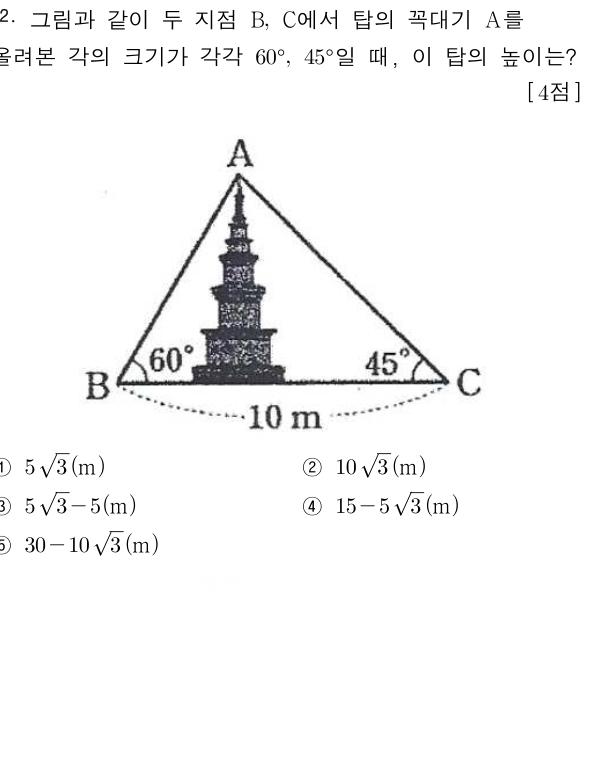 2. 그림과 같이 두 지점 B, C에서 탑의 꼭대기 A를
올려본 각의 크기가 각각 60°, 45°일 때, 이 탑의 높이는?
[4점]
A
60°
45°
B
C
10 m
① 5√3(m)
② 10√3(m)
③ 5√3−5(m)
④ 15−5√3(m)
⑤ 30−10√3(m)